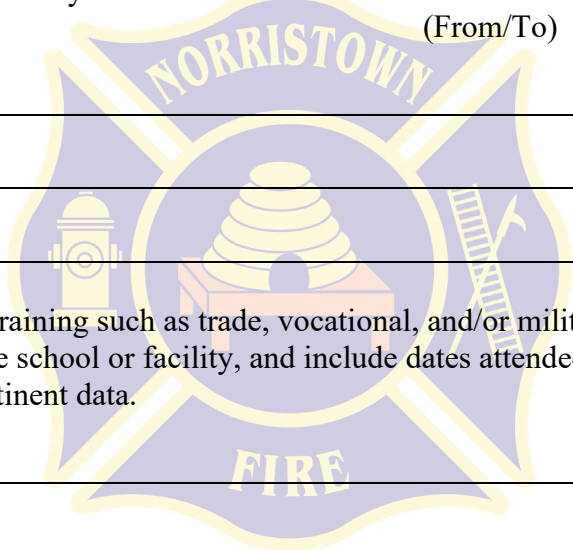 (From/To)
NORRISTOWN
raining such as trade, vocational, and/or milit
e school or facility, and include dates attended
tinent data.
FIRE